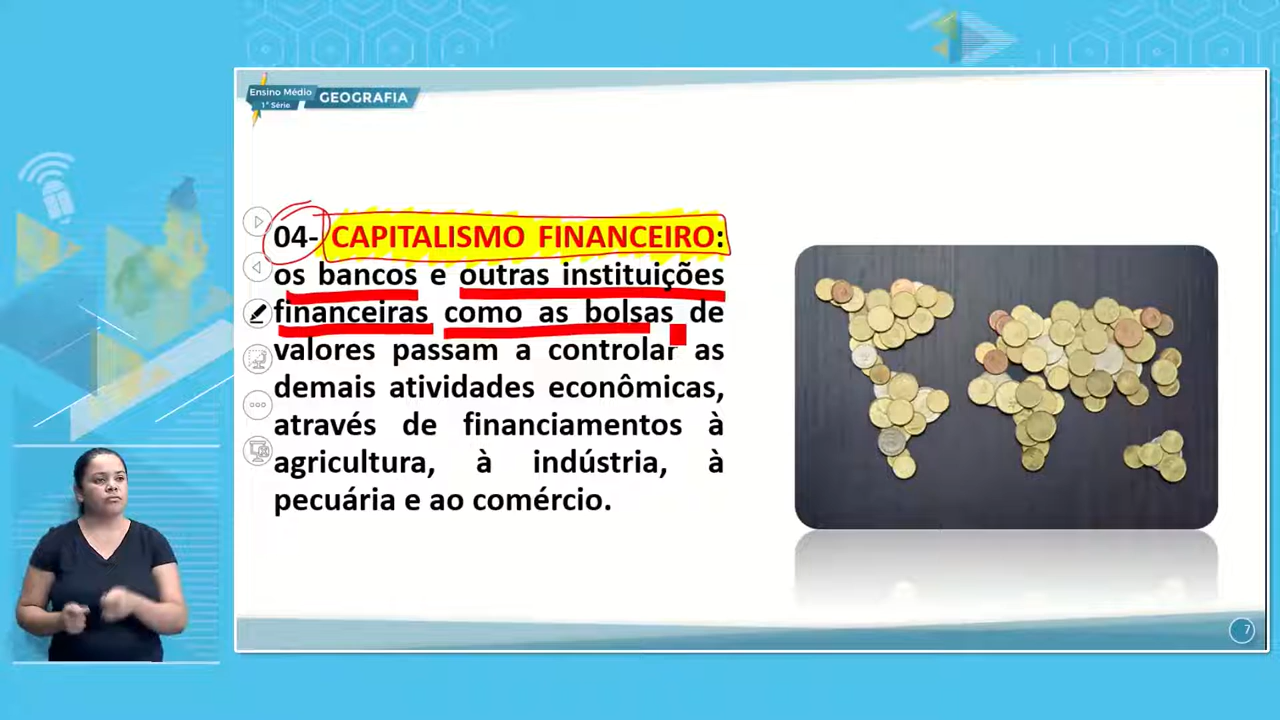 Ensino Médio
1ª Série
GEOGRAFIA
04- CAPITALISMO FINANCEIRO:
os bancos e outras instituições
financeiras como as bolsas de
valores passam a controlar as
demais atividades econômicas,
através de financiamentos à
agricultura, à indústria, à
pecuária e ao comércio.
7